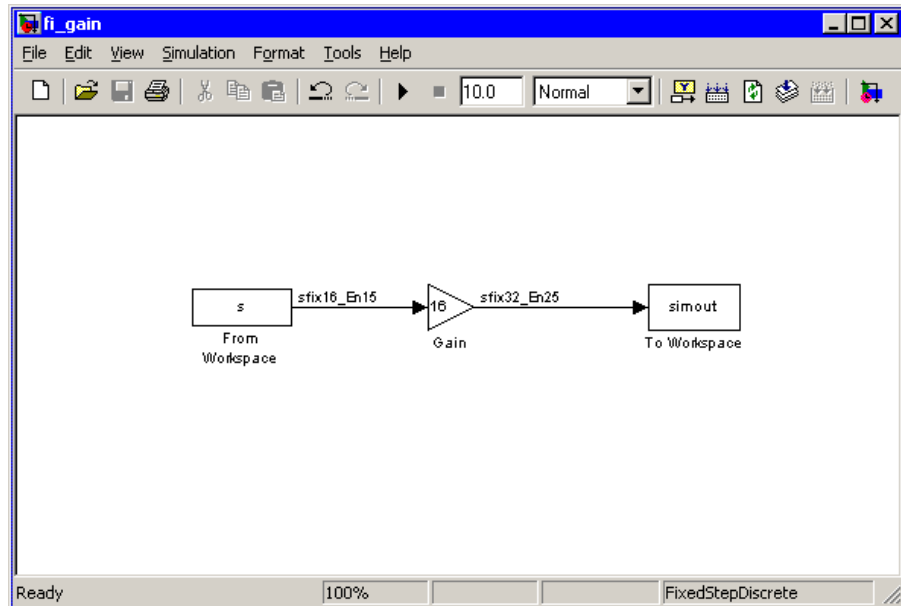 fi_gain
File Edit View Simulation Format Tools Help
10.0 Normal
s
sfix16_En15
16
sfix32_En25
simout
From
Workspace
Gain
To Workspace
Ready 100% FixedStepDiscrete